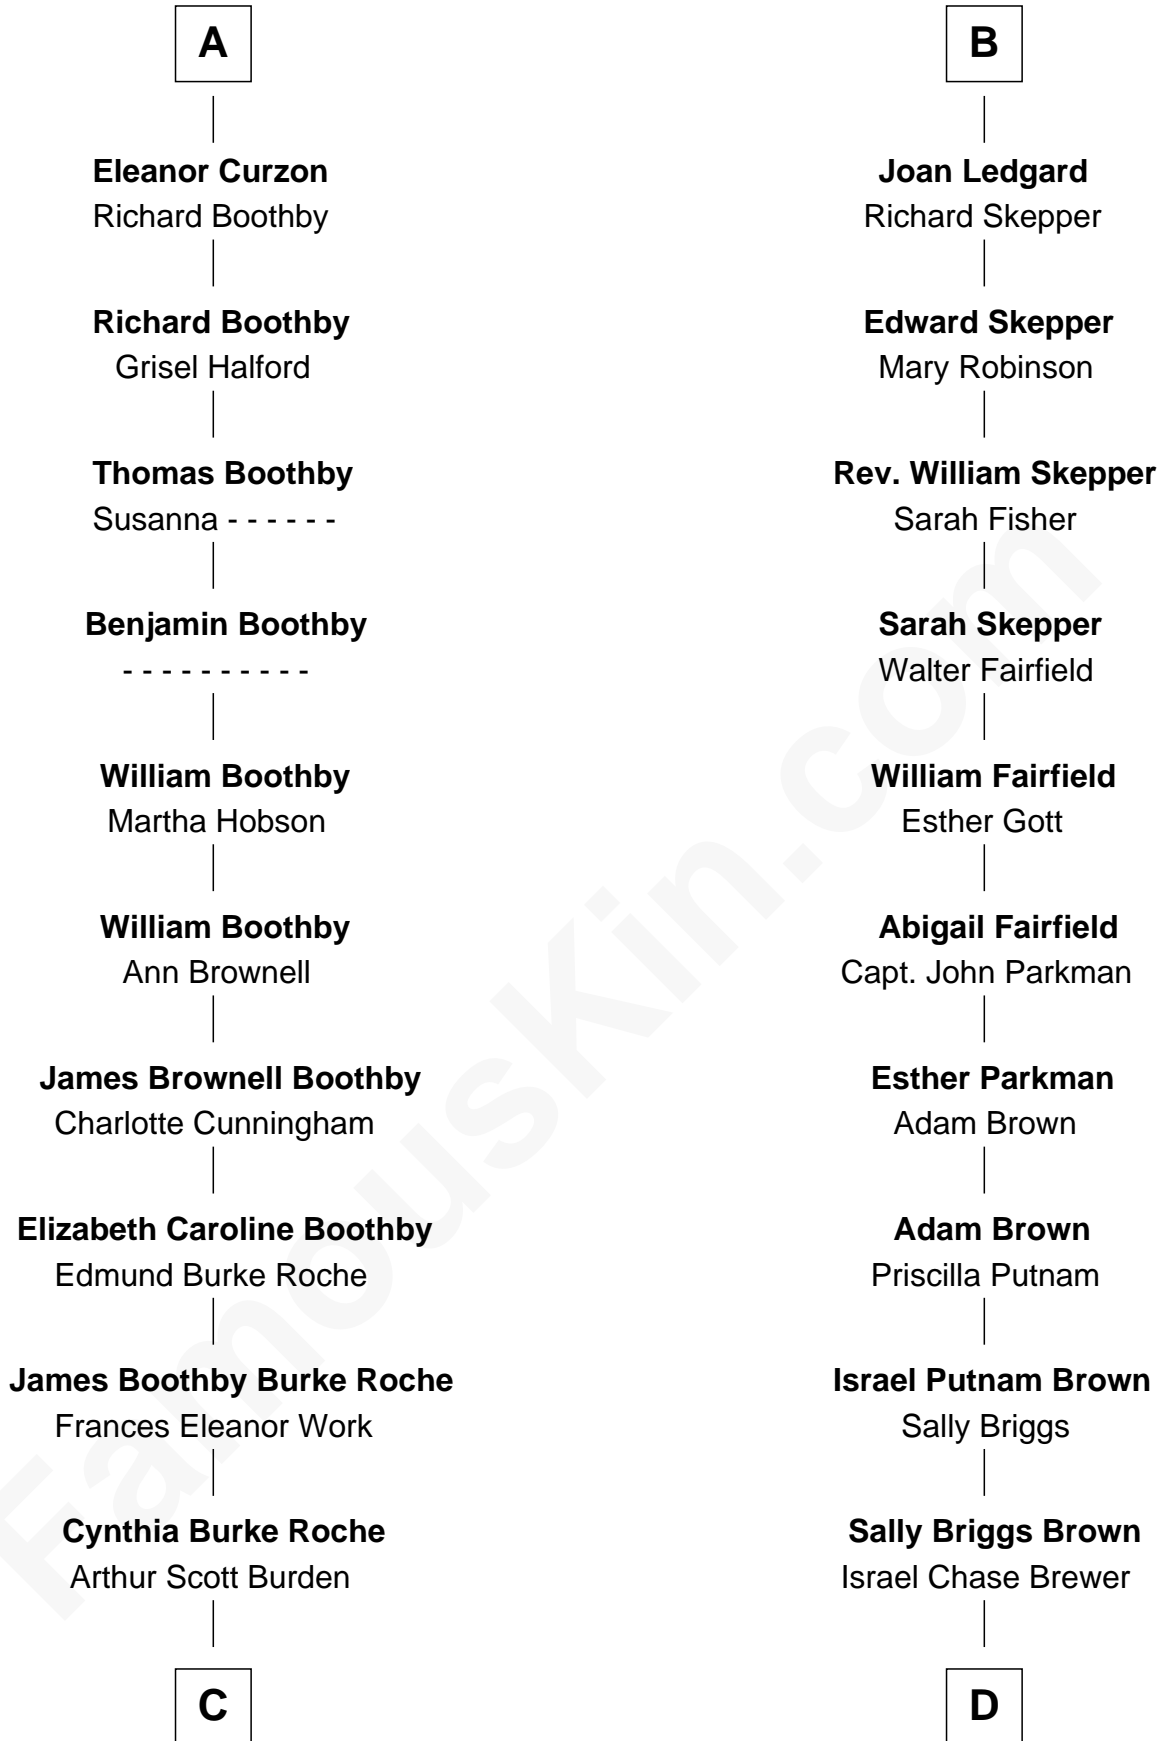 A
Eleanor Curzon
Richard Boothby
Richard Boothby
Grisel Halford
Thomas Boothby
Susanna - - - - - -
Benjamin Boothby
- - - - - - - - - -
William Boothby
Martha Hobson
William Boothby
Ann Brownell
James Brownell Boothby
Charlotte Cunningham
Elizabeth Caroline Boothby
Edmund Burke Roche
James Boothby Burke Roche
Frances Eleanor Work
Cynthia Burke Roche
Arthur Scott Burden
C
B
Joan Ledgard
Richard Skepper
Edward Skepper
Mary Robinson
Rev. William Skepper
Sarah Fisher
Sarah Skepper
Walter Fairfield
William Fairfield
Esther Gott
Abigail Fairfield
Capt. John Parkman
Esther Parkman
Adam Brown
Adam Brown
Priscilla Putnam
Israel Putnam Brown
Sally Briggs
Sally Briggs Brown
Israel Chase Brewer
D
FamousKin.com